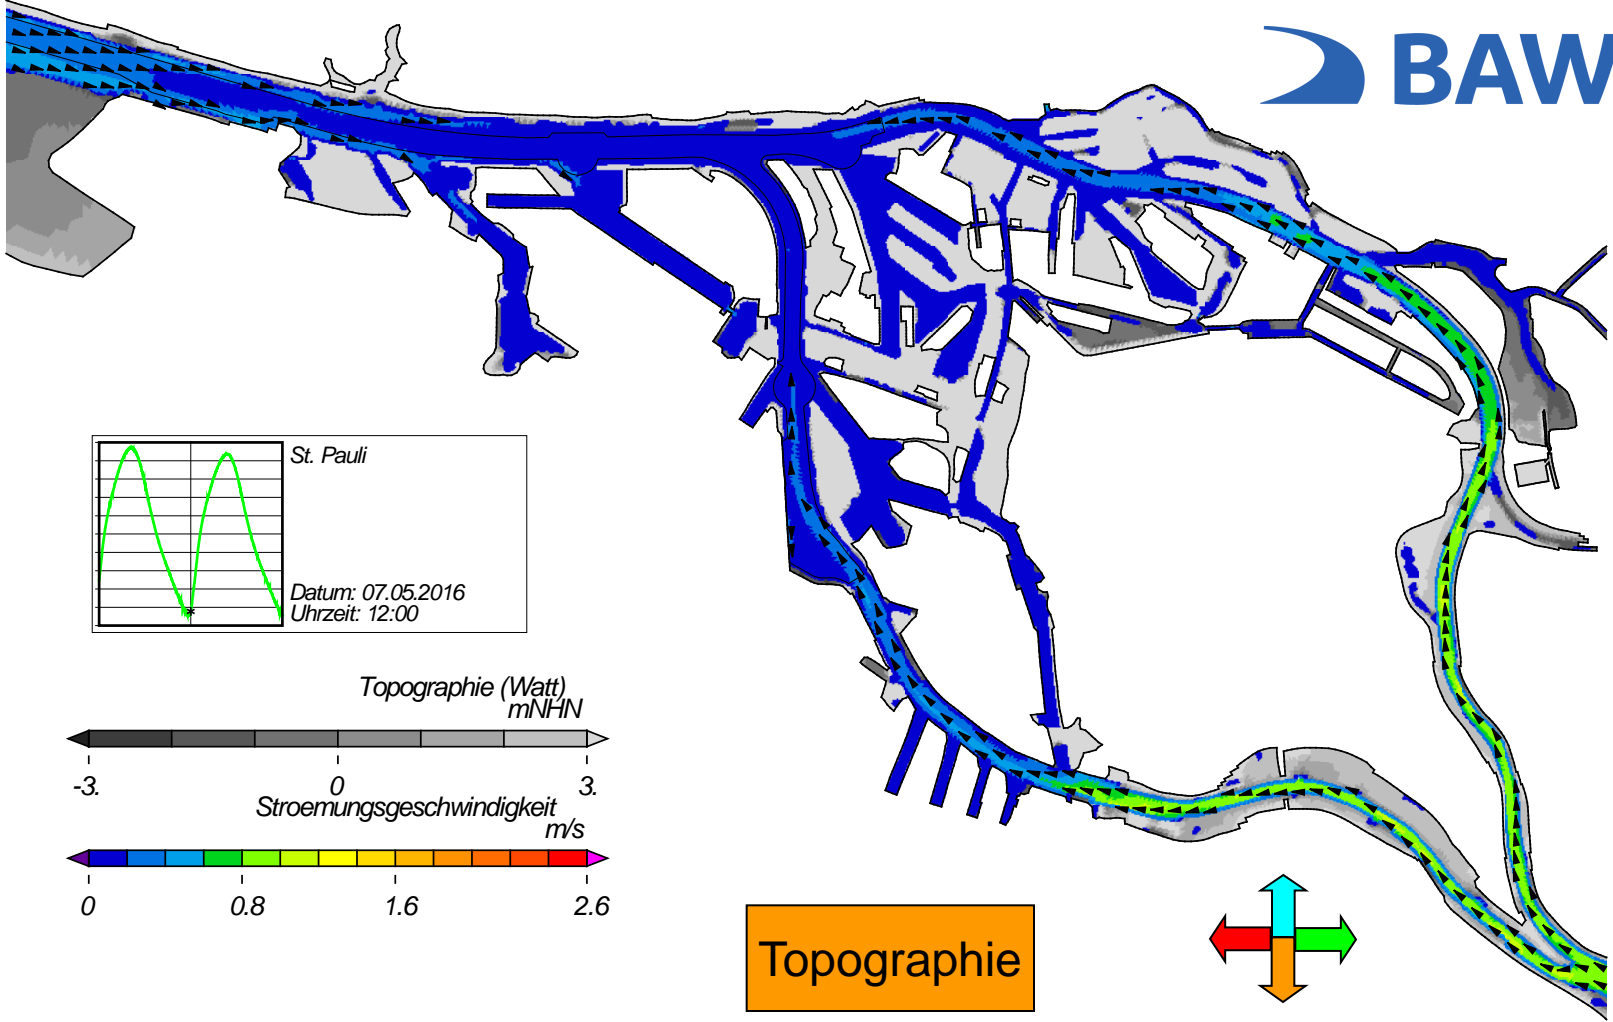 BAW
St. Pauli
Datum: 07.05.2016
Uhrzeit: 12:00
Topographie (Watt)
mNHN
-3. 0 3.
Stroemungsgeschwindigkeit
m/s
0 0.8 1.6 2.6
Topographie